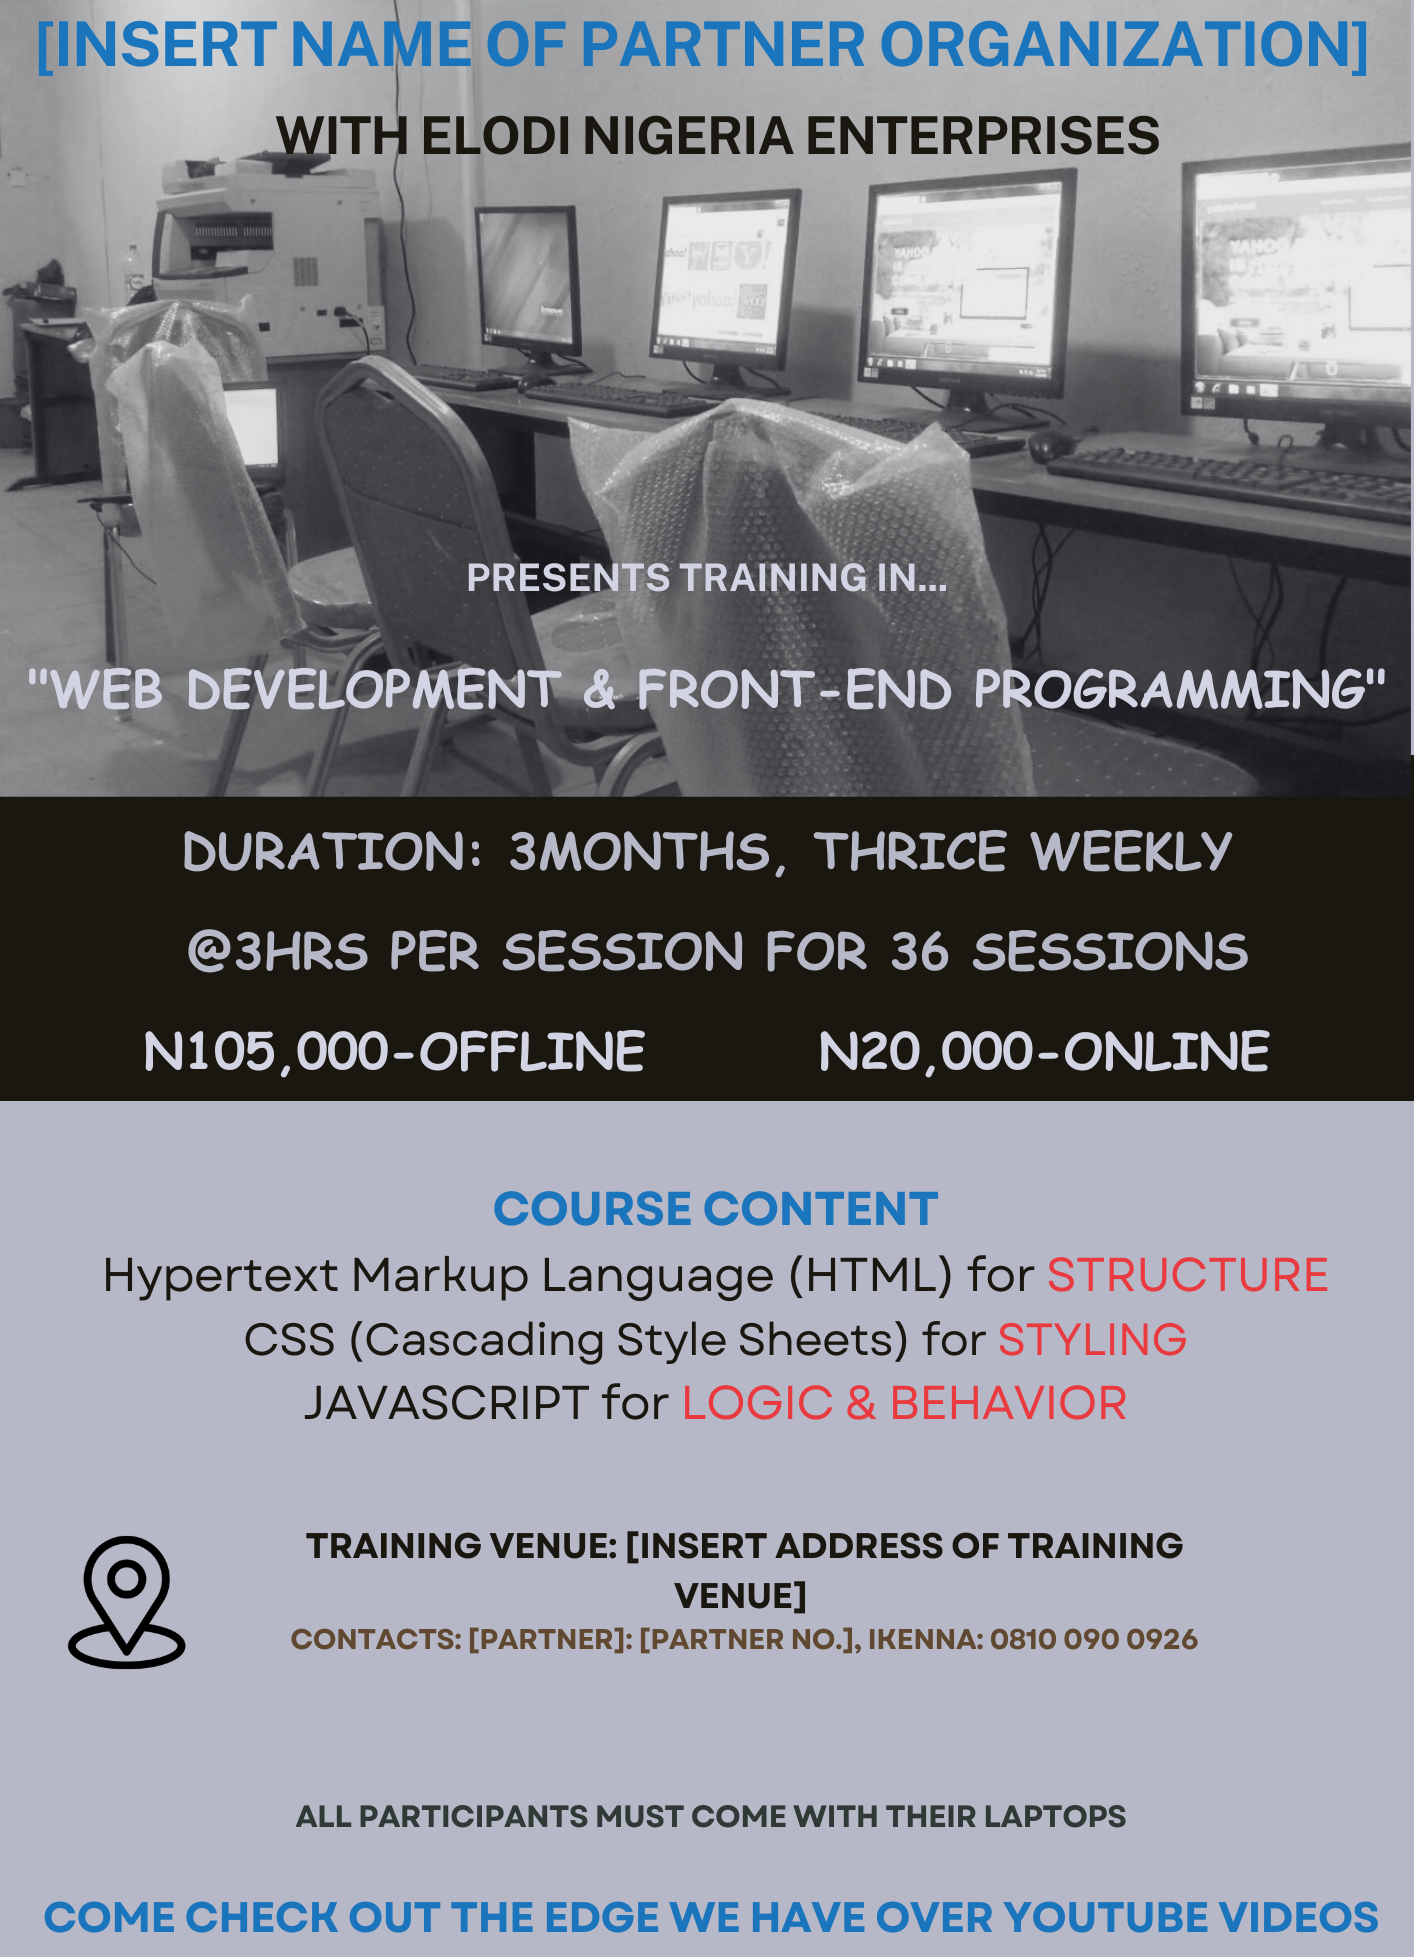 [INSERT NAME OF PARTNER ORGANIZATION]
WITH ELODI NIGERIA ENTERPRISES
PRESENTS TRAINING IN...
"WEB DEVELOPMENT & FRONT-END PROGRAMMING"
DURATION: 3MONTHS, THRICE WEEKLY
@3HRS PER SESSION FOR 36 SESSIONS
N105,000-OFFLINE N20,000-ONLINE
COURSE CONTENT
Hypertext Markup Language (HTML) for STRUCTURE
CSS (Cascading Style Sheets) for STYLING
JAVASCRIPT for LOGIC & BEHAVIOR
TRAINING VENUE: [INSERT ADDRESS OF TRAINING
VENUE]
CONTACTS: [PARTNER]: [PARTNER NO.], IKENNA: 0810 090 0926
ALL PARTICIPANTS MUST COME WITH THEIR LAPTOPS
COME CHECK OUT THE EDGE WE HAVE OVER YOUTUBE VIDEOS